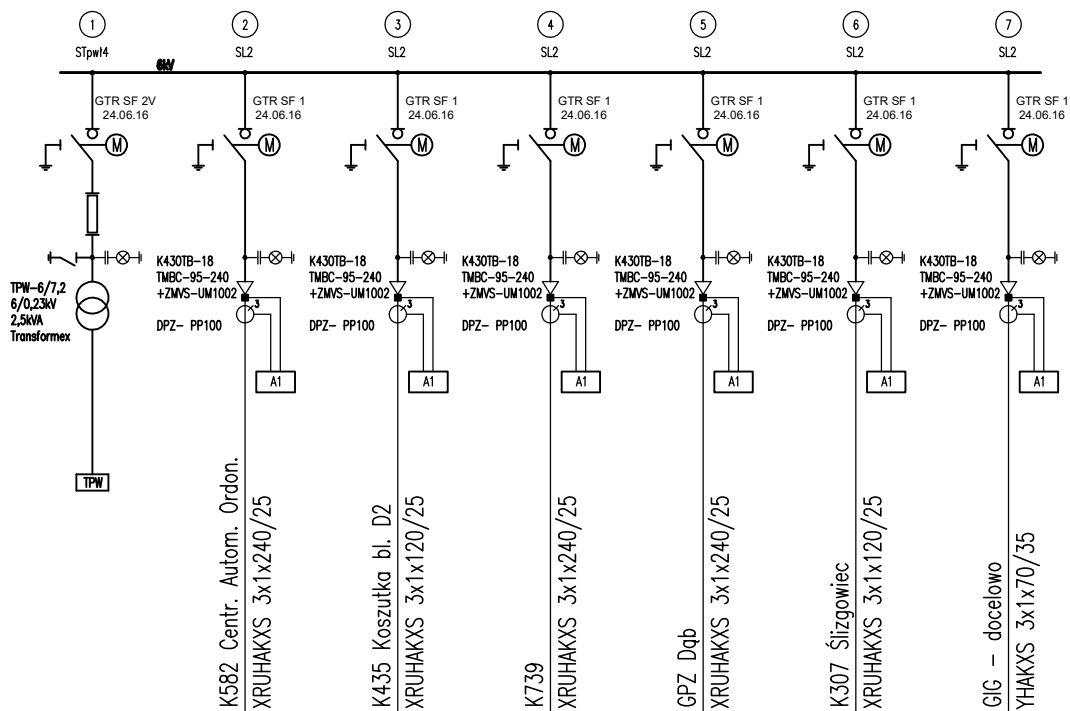 1
STpwł4
2
SL2
3
SL2
4
SL2
5
SL2
6
SL2
7
SL2
6kV
GTR SF 2V
24.06.16
M
GTR SF 1
24.06.16
M
GTR SF 1
24.06.16
M
GTR SF 1
24.06.16
M
GTR SF 1
24.06.16
M
GTR SF 1
24.06.16
M
GTR SF 1
24.06.16
M
TPW-6/7,2
6/0,23kV
2,5kVA
Transformex
TPW
K430TB-18
TMBC-95-240
+ZMVS-UM1002
3
DPZ- PP100
A1
K430TB-18
TMBC-95-240
+ZMVS-UM1002
3
DPZ- PP100
A1
K430TB-18
TMBC-95-240
+ZMVS-UM1002
3
DPZ- PP100
A1
K430TB-18
TMBC-95-240
+ZMVS-UM1002
3
DPZ- PP100
A1
K430TB-18
TMBC-95-240
+ZMVS-UM1002
3
DPZ- PP100
A1
K430TB-18
TMBC-95-240
+ZMVS-UM1002
3
DPZ- PP100
A1
K582 Centr. Autom. Ordon.
XRUHAKXS 3x1x240/25
K435 Koszutka bl. D2
XRUHAKXS 3x1x120/25
K739
XRUHAKXS 3x1x240/25
GPZ Dąb
XRUHAKXS 3x1x240/25
K307 Ślizgowiec
XRUHAKXS 3x1x120/25
GIG - docelowo
YHAKXS 3x1x70/35